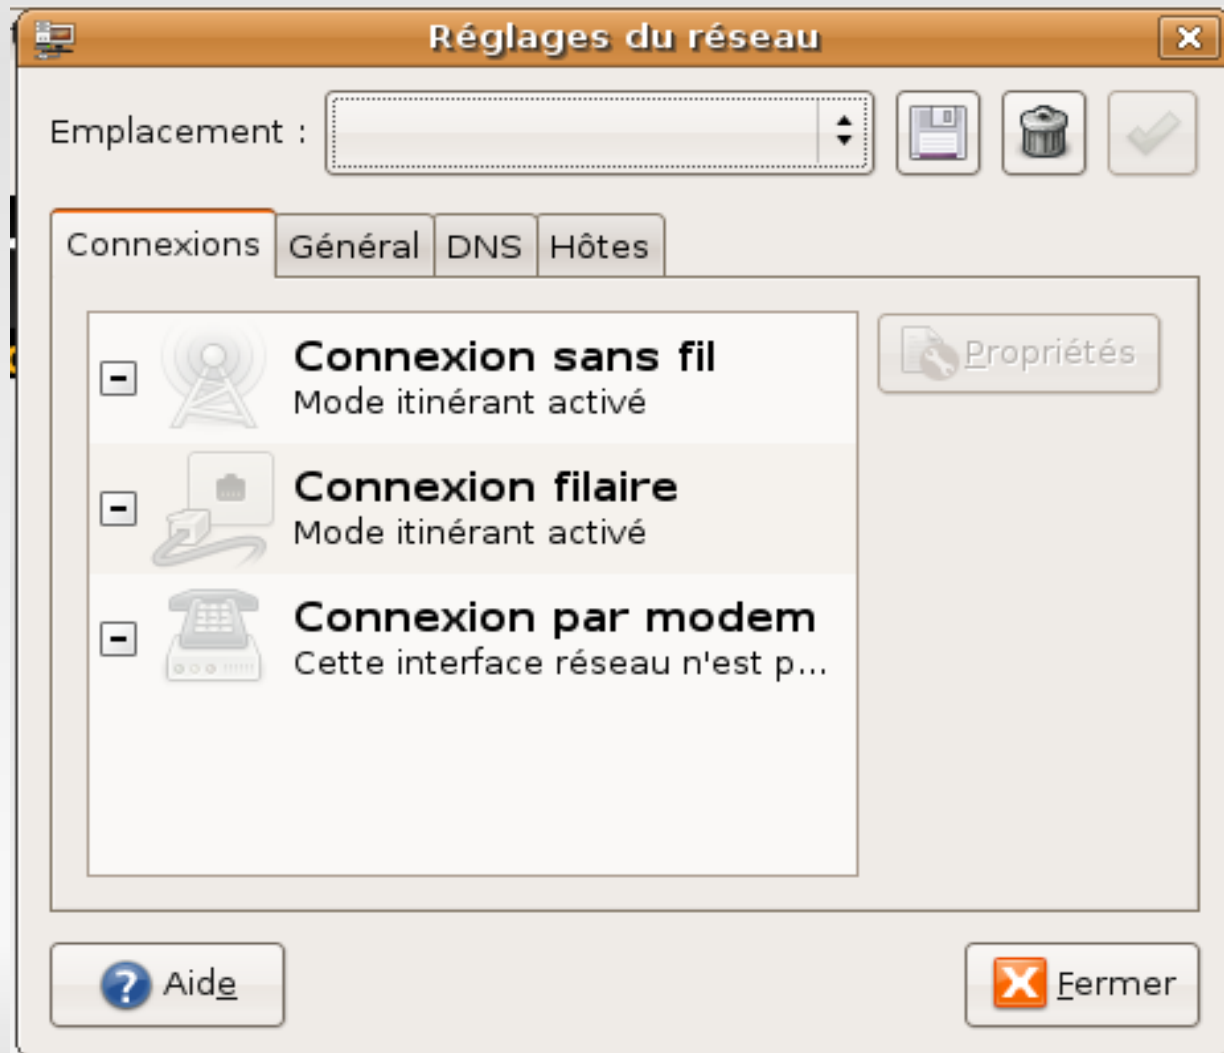 Réglages du réseau
Emplacement :
Connexions Général DNS Hôtes
Connexion sans fil
Mode itinérant activé
Propriétés
Connexion filaire
Mode itinérant activé
Connexion par modem
Cette interface réseau n'est p...
Aide
Fermer